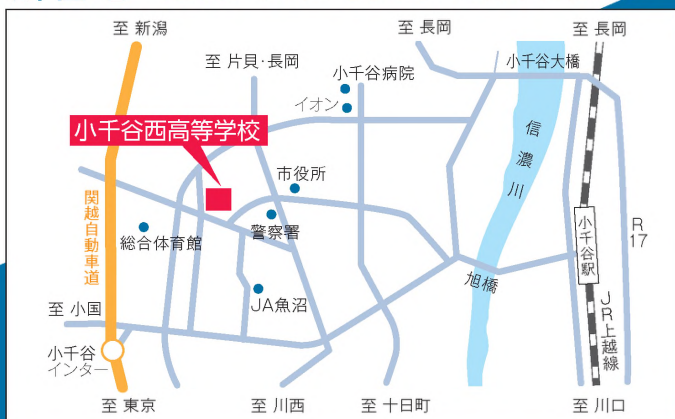 至 新潟
至 長岡
至 長岡
至 片貝・長岡
小千谷病院
小千谷大橋
イオン
小千谷西高等学校
信濃川
市役所
関越自動車道
総合体育館
警察署
小千谷駅
R17
旭橋
JA魚沼
JR上越線
至 小国
小千谷
インター
至 東京
至 川西
至 十日町
至 川口